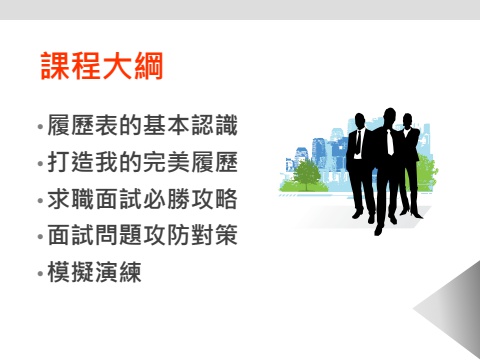 課程大綱
•履歷表的基本認識
•打造我的完美履歷
•求職面試必勝攻略
•面試問題攻防對策
•模擬演練